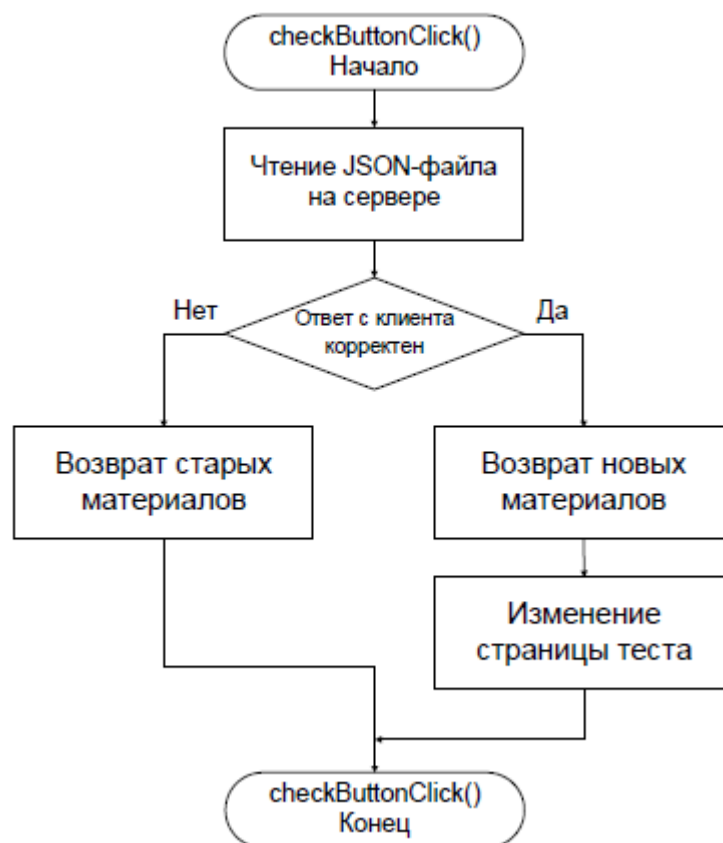 checkButtonClick()
Начало
Чтение JSON-файла
на сервере
Нет
Ответ с клиента
корректен
Да
Возврат старых
материалов
Возврат новых
материалов
Изменение
страницы теста
checkButtonClick()
Конец